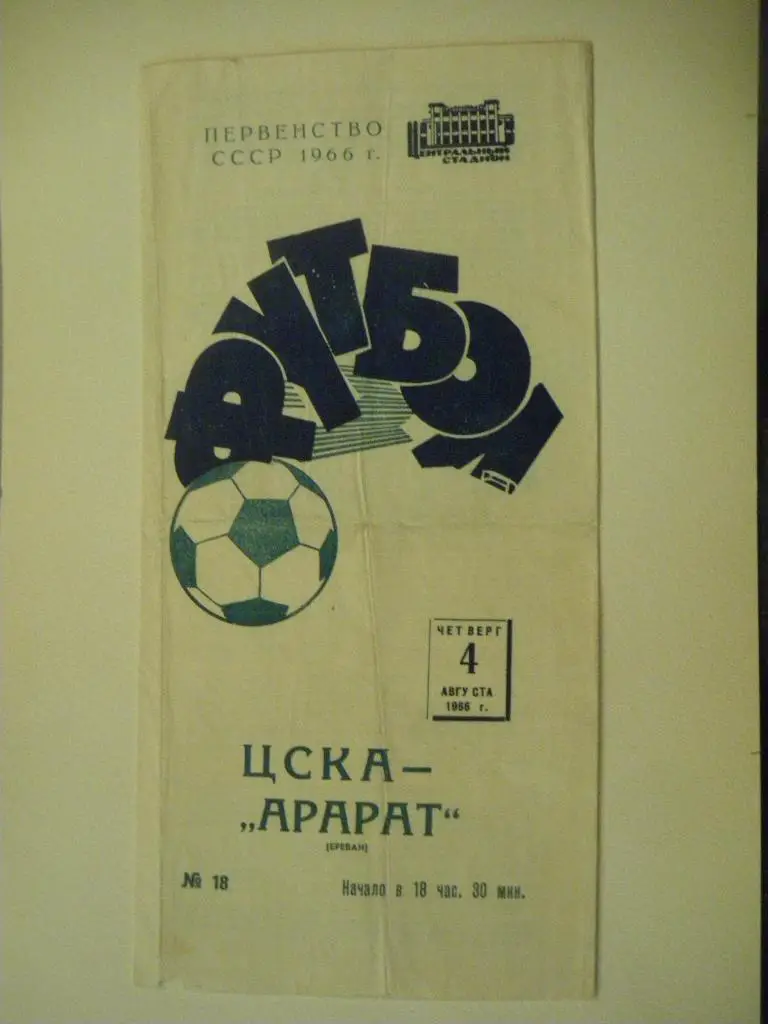 ПЕРВЕНСТВО
СССР 1966 г.
ЦЕНТРАЛЬНЫЙ
СТАДИОН
ФУТБОЛ
ЧЕТВЕРГ
4
АВГУСТА
1966 г.
ЦСКА—
„АРАРАТ“
(ЕРЕВАН)
№ 18
Начало в 18 час. 30 мин.